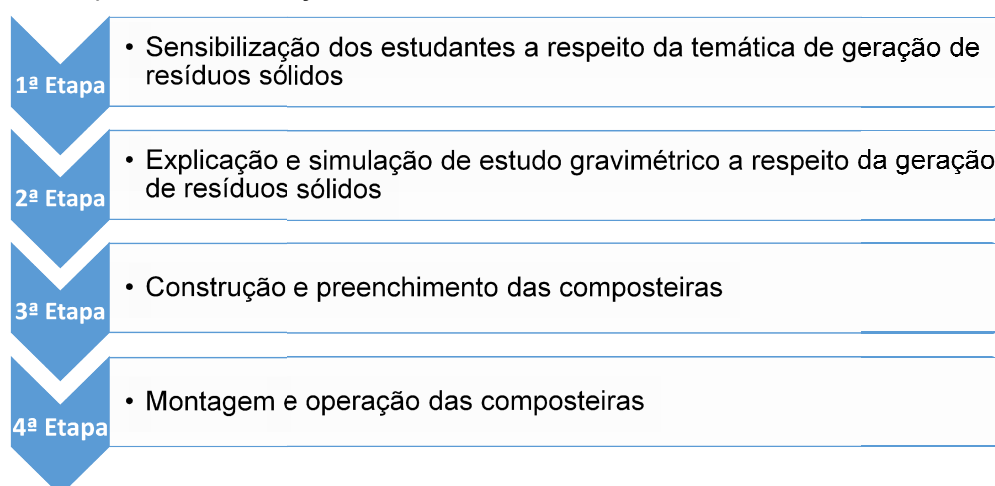 1ª Etapa
• Sensibilização dos estudantes a respeito da temática de geração de
resíduos sólidos
2ª Etapa
• Explicação e simulação de estudo gravimétrico a respeito da geração
de resíduos sólidos
3ª Etapa
• Construção e preenchimento das composteiras
4ª Etapa
• Montagem e operação das composteiras